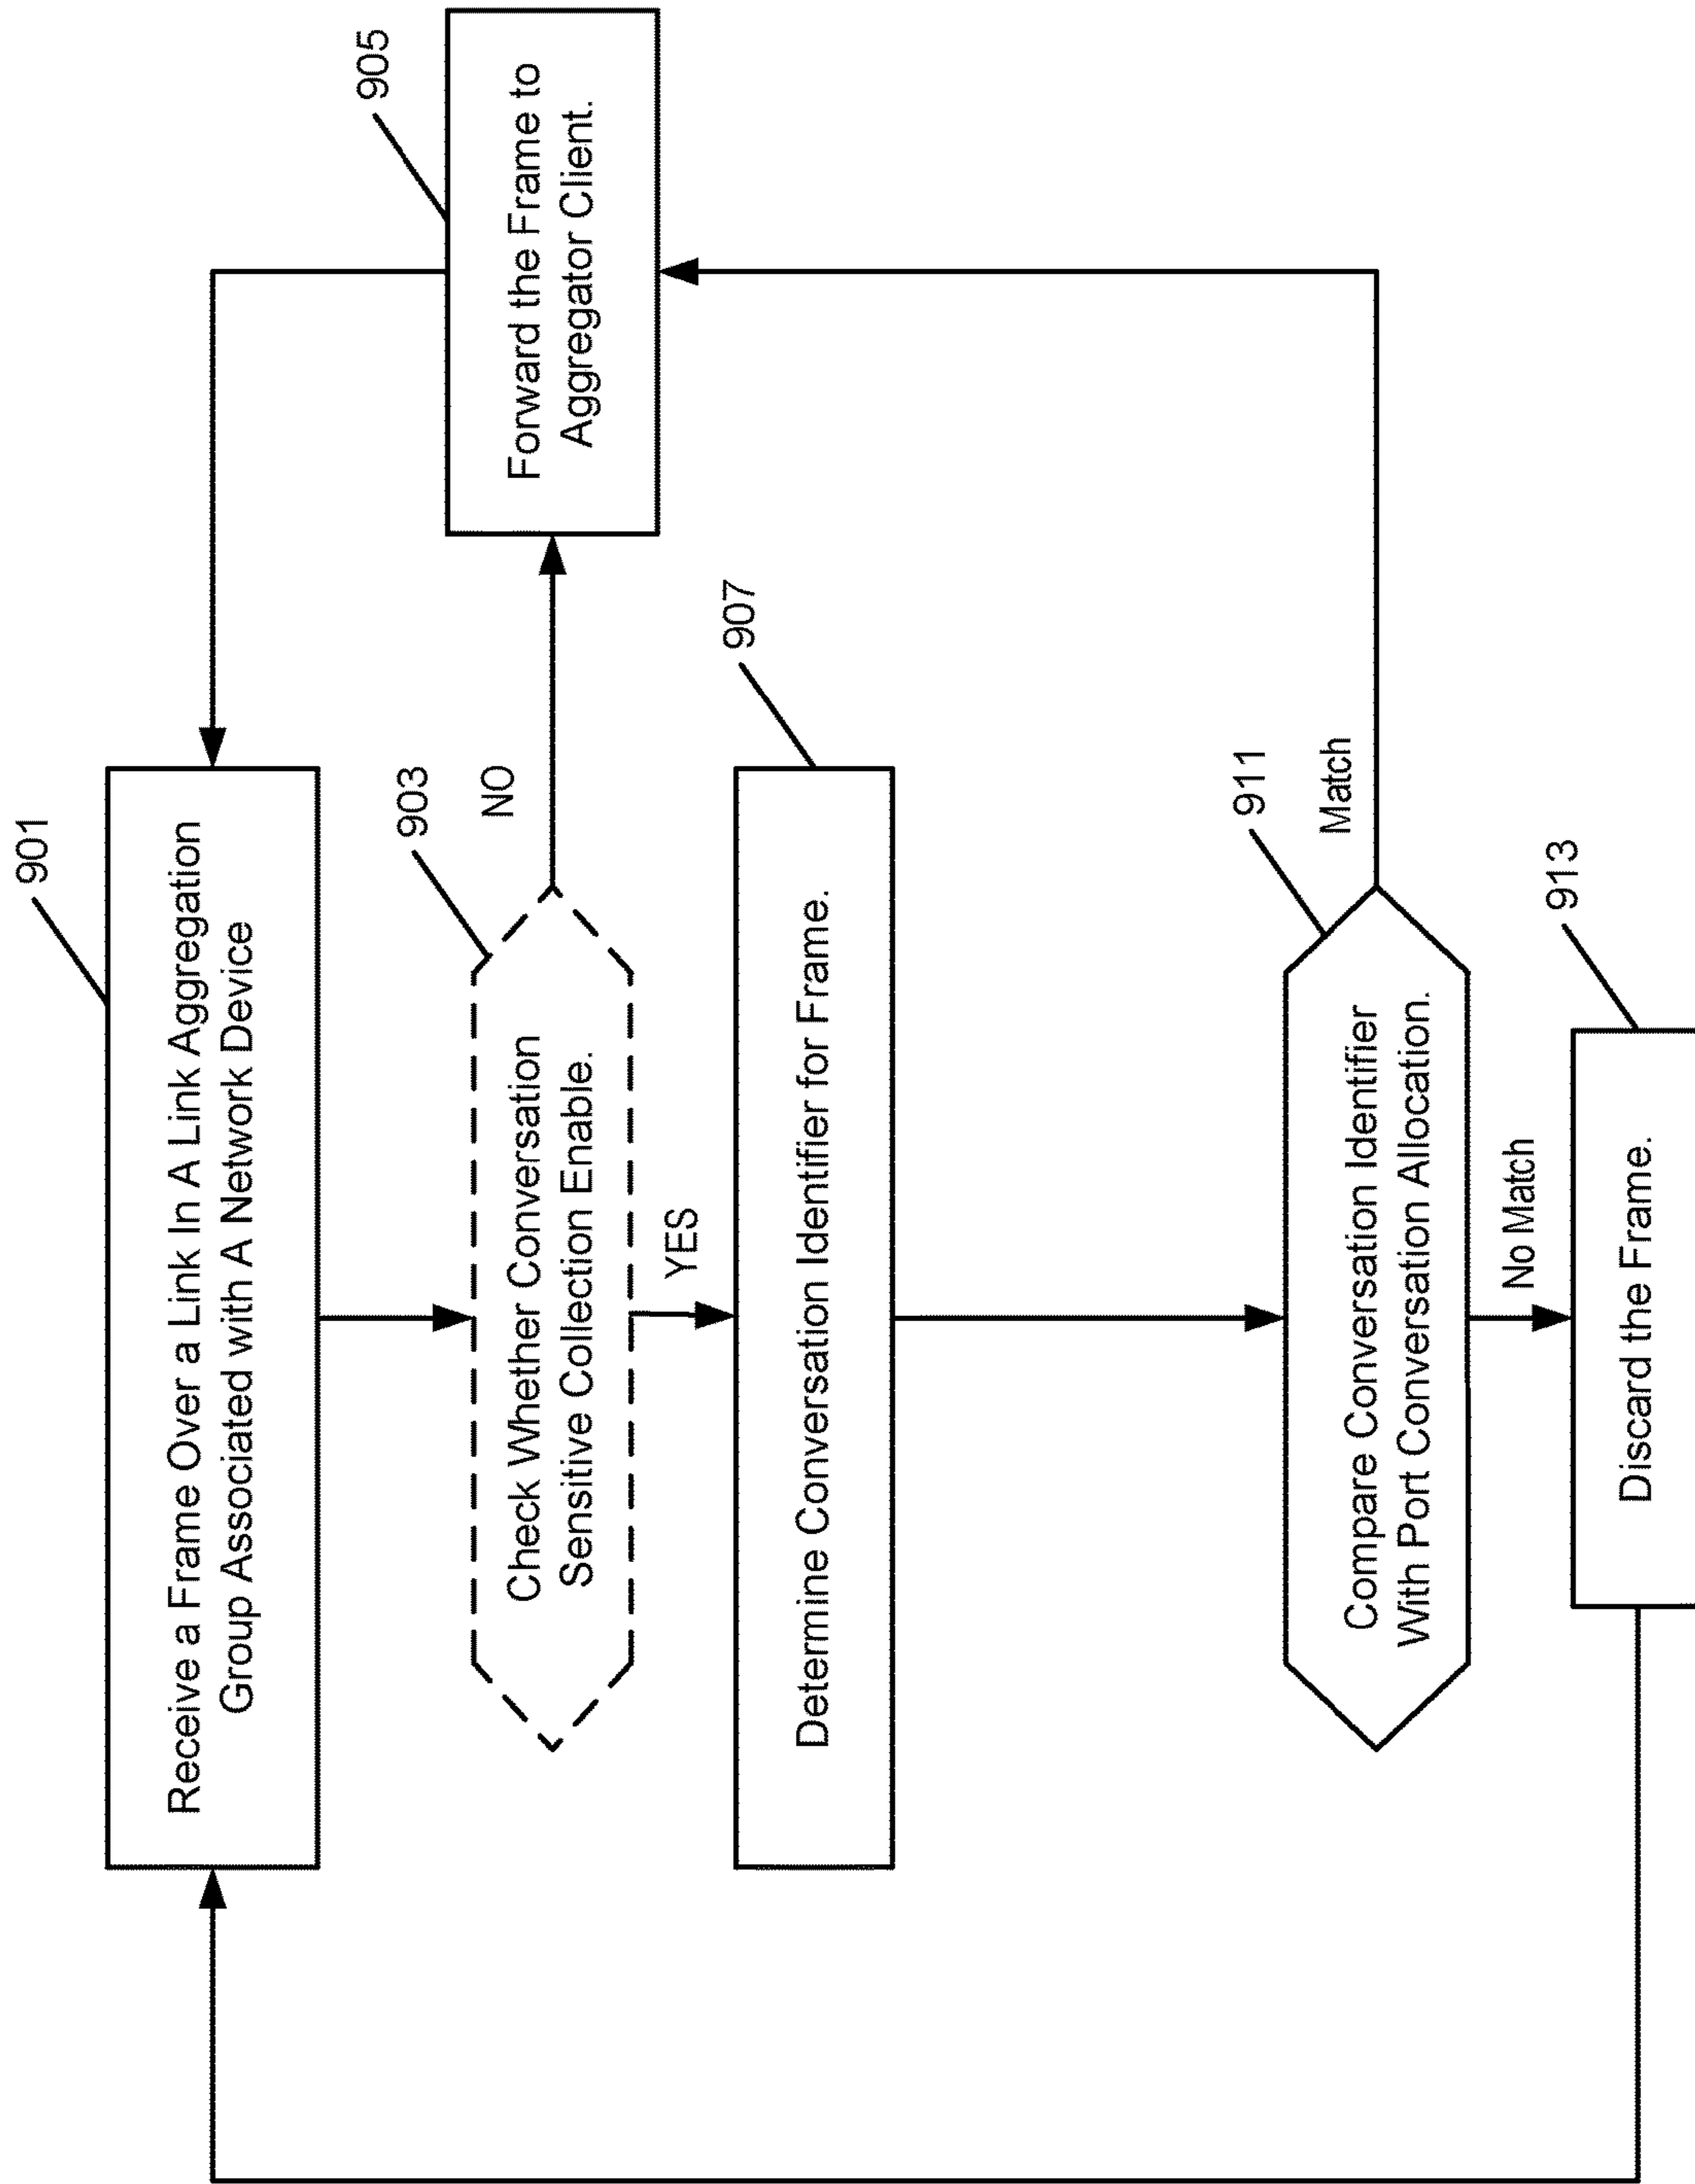 901
Receive a Frame Over a Link In A Link Aggregation
Group Associated with A Network Device
903
Check Whether Conversation
Sensitive Collection Enable.
NO
905
Forward the Frame to
Aggregator Client.
YES
907
Determine Conversation Identifier for Frame.
911
Compare Conversation Identifier
With Port Conversation Allocation.
Match
No Match
913
Discard the Frame.